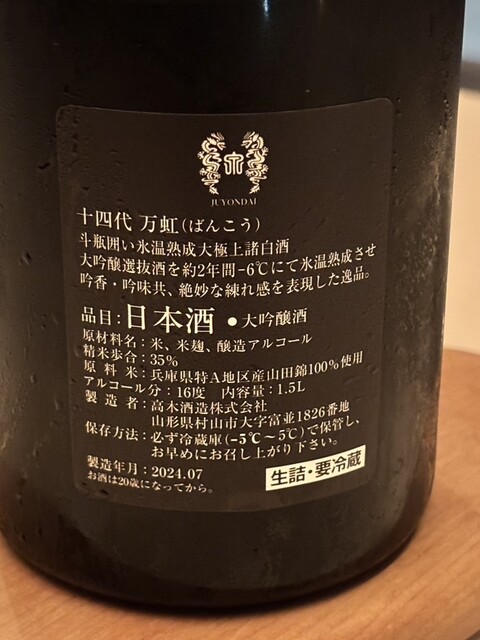 JUYONDAI
十四代 万虹(ばんこう)
斗瓶囲い氷温熟成大極上諸白酒
大吟醸選抜酒を約2年間-6℃にて氷温熟成させ
吟香・吟味共、絶妙な練れ感を表現した逸品。
品目:日本酒 ●大吟醸酒
原材料名:米、米麹、醸造アルコール
精米歩合:35%
原料米:兵庫県特A地区産山田錦100%使用
アルコール分:16度 内容量:1.5L
製造者:高木酒造株式会社
山形県村山市大字富並1826番地
保存方法:必ず冷蔵庫(-5℃~5℃)で保管し、
お早めにお召し上がり下さい。
製造年月:2024.07
生詰・要冷蔵
お酒は20歳になってから。